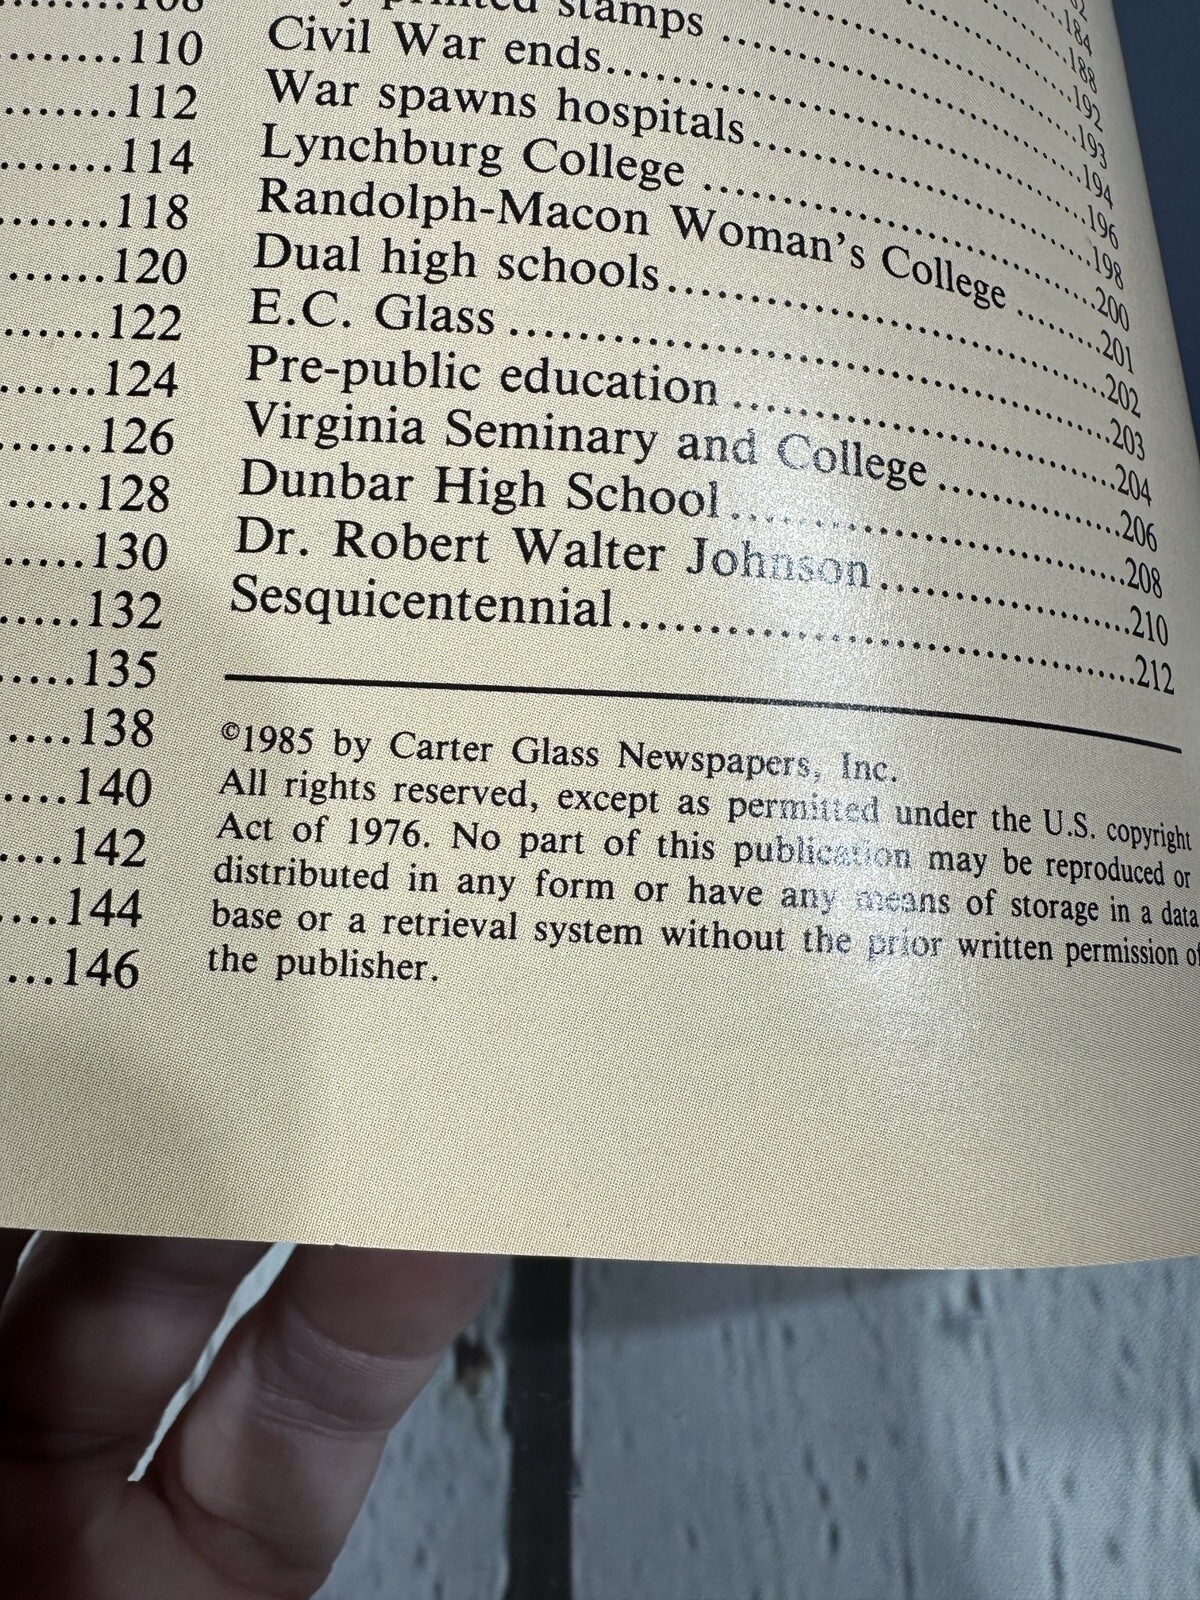 110
112
114
118
120
122
124
126
128
130
132
135
138
140
142
144
146
184
188
192
193
stamps ........194
Civil War ends........196
War spawns hospitals........198
Lynchburg College ........200
Randolph-Macon Woman's College ........201
Dual high schools........202
E.C. Glass ........203
Pre-public education ........204
Virginia Seminary and College ........206
Dunbar High School........208
Dr. Robert Walter Johnson........210
Sesquicentennial........212
©1985 by Carter Glass Newspapers, Inc.
All rights reserved, except as permitted under the U.S. copyright
Act of 1976. No part of this publication may be reproduced or
distributed in any form or have any means of storage in a data
base or a retrieval system without the prior written permission of
the publisher.